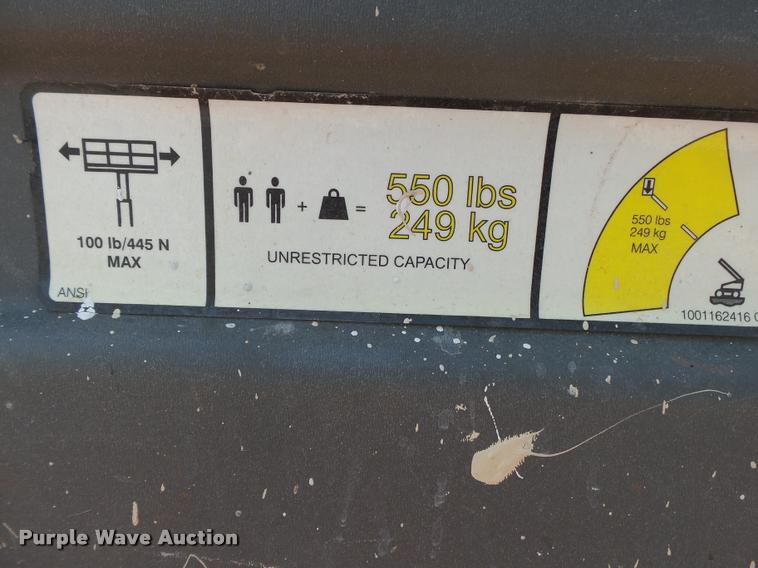 100 lb/445 N
MAX
ANSI
+ =
550 lbs
249 kg
UNRESTRICTED CAPACITY
550 lbs
249 kg
MAX
1001162416
Purple Wave Auction